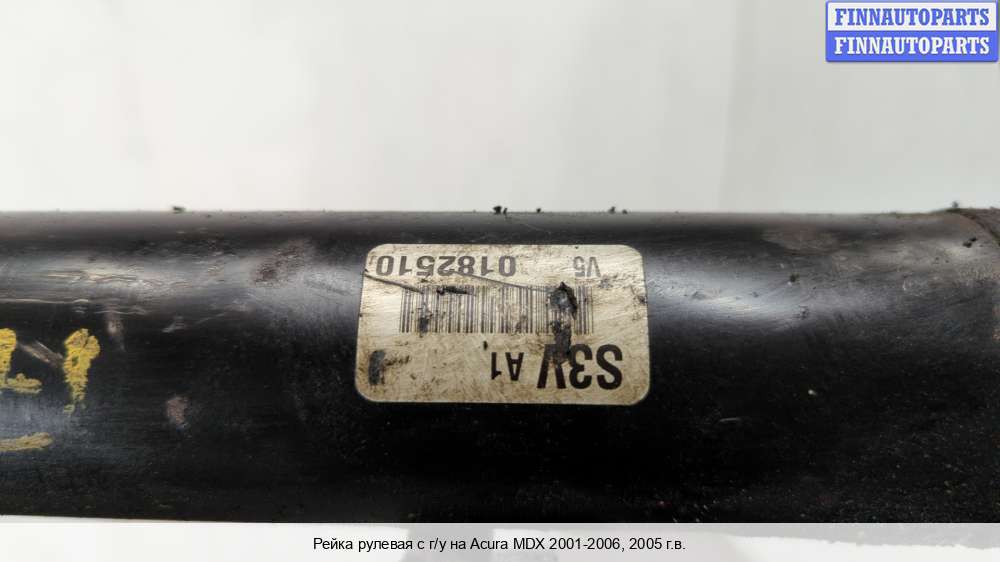 FINNAUTOPARTS
FINNAUTOPARTS
S3V A1
V5 0182510
Рейка рулевая с г/у на Acura MDX 2001-2006, 2005 г.в.